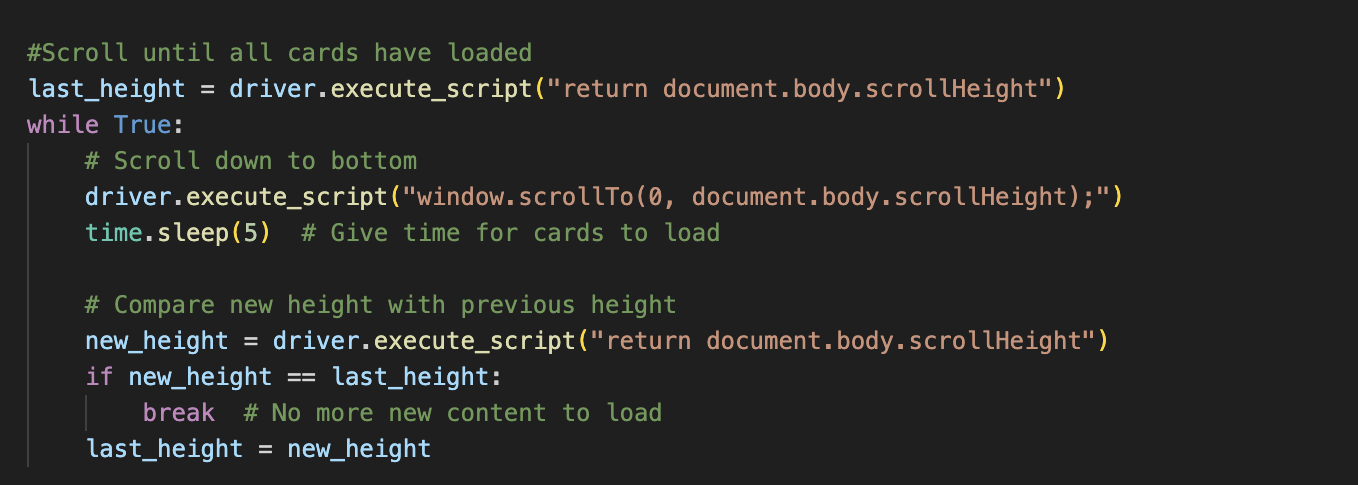 #Scroll until all cards have loaded
last_height = driver.execute_script("return document.body.scrollHeight")
while True:
    # Scroll down to bottom
    driver.execute_script("window.scrollTo(0, document.body.scrollHeight);")
    time.sleep(5)  # Give time for cards to load

    # Compare new height with previous height
    new_height = driver.execute_script("return document.body.scrollHeight")
    if new_height == last_height:
        break  # No more new content to load
    last_height = new_height